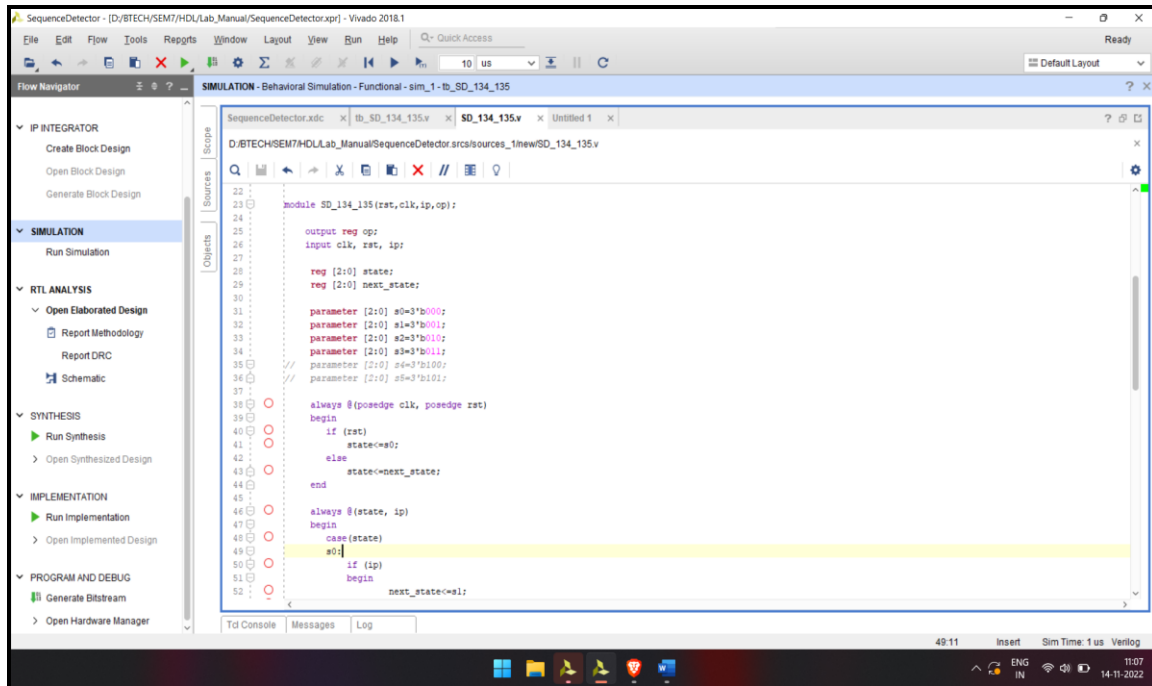 SequenceDetector - [D:/BTECH/SEM7/HDL/Lab_Manual/SequenceDetector.xpr] - Vivado 2018.1
File Edit Flow Tools Reports Window Layout View Run Help Quick Access
Ready
10 us
Default Layout
Flow Navigator
SIMULATION - Behavioral Simulation - Functional - sim_1 - tb_SD_134_135
IP INTEGRATOR
Create Block Design
Open Block Design
Generate Block Design
SIMULATION
Run Simulation
RTL ANALYSIS
Open Elaborated Design
Report Methodology
Report DRC
Schematic
SYNTHESIS
Run Synthesis
Open Synthesized Design
IMPLEMENTATION
Run Implementation
Open Implemented Design
PROGRAM AND DEBUG
Generate Bitstream
Open Hardware Manager
Scope
Sources
Objects
SequenceDetector.xdc tb_SD_134_135.v SD_134_135.v Untitled 1
D:/BTECH/SEM7/HDL/Lab_Manual/SequenceDetector.srcs/sources_1/new/SD_134_135.v
22
23 module SD_134_135(rst,clk,ip,op);
24
25 output reg op;
26 input clk, rst, ip;
27
28 reg [2:0] state;
29 reg [2:0] next_state;
30
31 parameter [2:0] s0=3'b000;
32 parameter [2:0] s1=3'b001;
33 parameter [2:0] s2=3'b010;
34 parameter [2:0] s3=3'b011;
35 // parameter [2:0] s4=3'b100;
36 // parameter [2:0] s5=3'b101;
37
38 always @(posedge clk, posedge rst)
39 begin
40 if (rst)
41 state<=s0;
42 else
43 state<=next_state;
44 end
45
46 always @(state, ip)
47 begin
48 case(state)
49 s0:
50 if (ip)
51 begin
52 next_state<=s1;
Tcl Console Messages Log
49:11 Insert Sim Time: 1 us Verilog
ENG
IN
11:07
14-11-2022